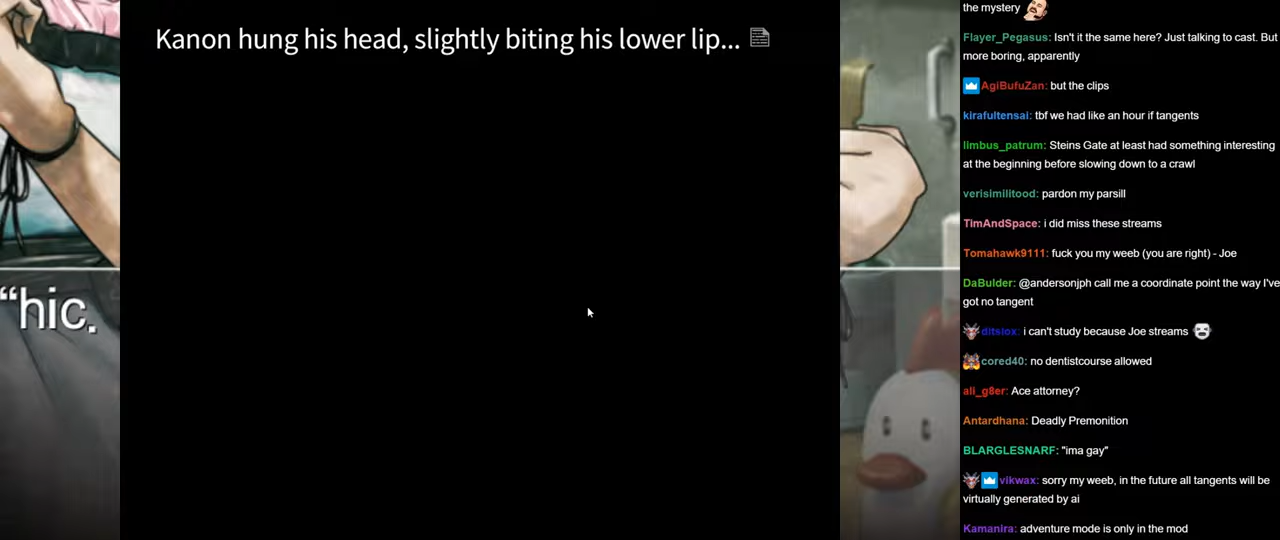 Kanon hung his head, slightly biting his lower lip...
“hic.
the mystery
Flayer_Pegasus: Isn't it the same here? Just talking to cast. But
more boring, apparently
AgiBufuZan: but the clips
kirafultensai: tbf we had like an hour if tangents
limbus_patrum: Steins Gate at least had something interesting
at the beginning before slowing down to a crawl
verisimilitood: pardon my parsill
TimAndSpace: i did miss these streams
Tomahawk9111: fuck you my weeb (you are right) - Joe
DaBulder: @andersonjph call me a coordinate point the way I've
got no tangent
ditsiox: i can't study because Joe streams
cored40: no dentistcourse allowed
ali_g8er: Ace attorney?
Antardhana: Deadly Premonition
BLARGLESNARF: "ima gay"
vikwax: sorry my weeb, in the future all tangents will be
virtually generated by ai
Kamanira: adventure mode is only in the mod